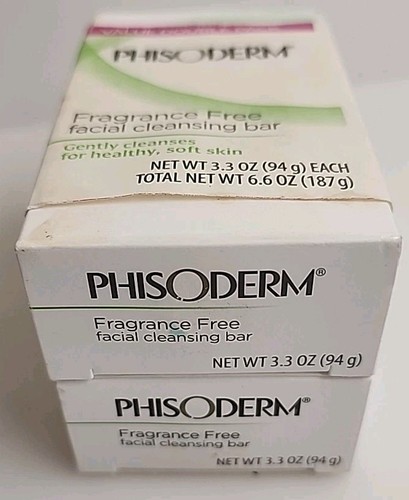 PHISODERM®
Fragrance Free
facial cleansing bar
Gently cleanses
for healthy, soft skin
NET WT 3.3 OZ (94 g) EACH
TOTAL NET WT 6.6 OZ (187 g)
PHISODERM®
Fragrance Free
facial cleansing bar
NET WT 3.3 OZ (94 g)
PHISODERM®
Fragrance Free
facial cleansing bar
NET WT 3.3 OZ (94 g)